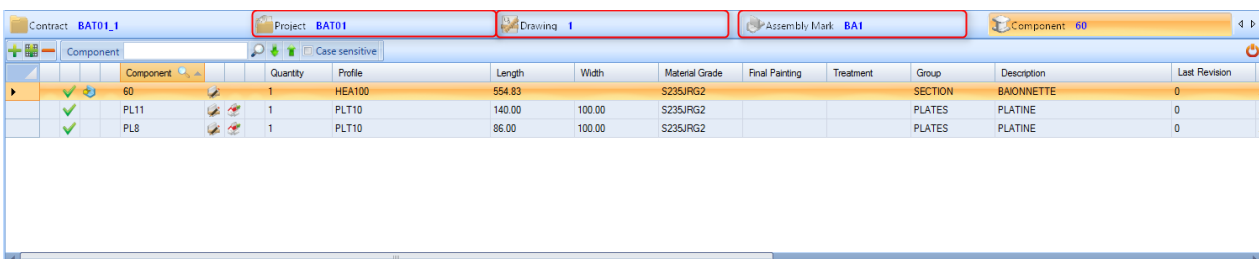 Contract BAT01_1 Project BAT01 Drawing 1 Assembly Mark BA1 Component 60
Component Case sensitive
Component Quantity Profile Length Width Material Grade Final Painting Treatment Group Description Last Revision
60 1 HEA100 554.83 S235JRG2 SECTION BAIONNETTE 0
PL11 1 PLT10 140.00 100.00 S235JRG2 PLATES PLATINE 0
PL8 1 PLT10 86.00 100.00 S235JRG2 PLATES PLATINE 0